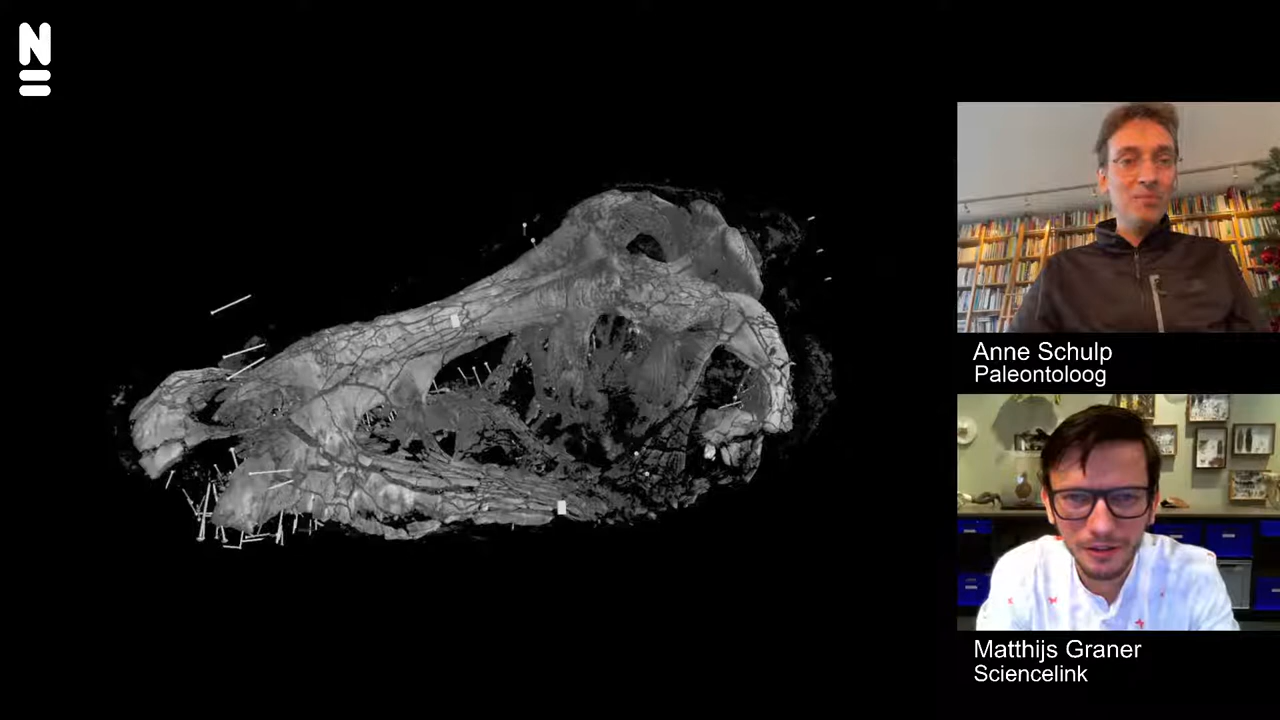 N
Anne Schulp
Paleontoloog
Matthijs Graner
Sciencelink